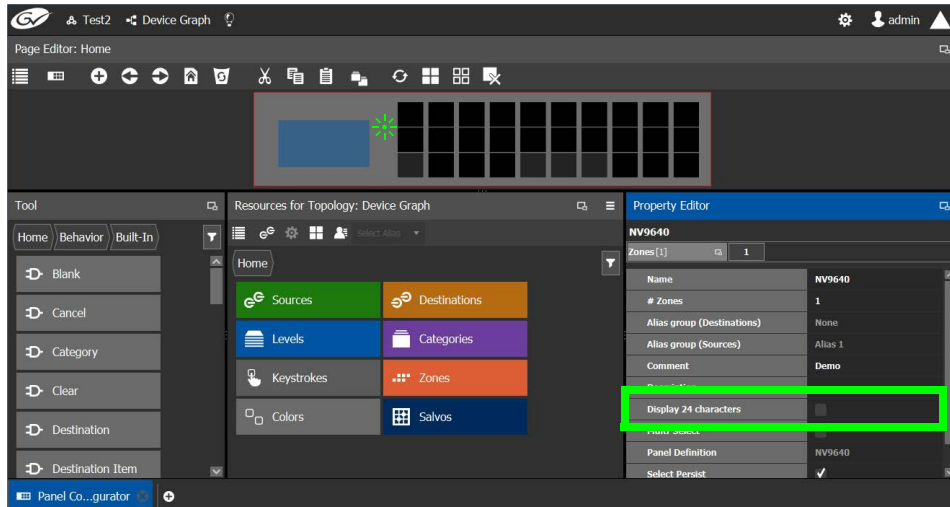 Test2 Device Graph admin
Page Editor: Home
Tool
Home Behavior Built-In
Blank
Cancel
Category
Clear
Destination
Destination Item
Resources for Topology: Device Graph
Select Alias
Home
Sources Destinations
Levels Categories
Keystrokes Zones
Colors Salvos
Property Editor
NV9640
Zones[1] 1
Name NV9640
# Zones 1
Alias group (Destinations) None
Alias group (Sources) Alias 1
Comment Demo
Display 24 characters
Multi Select
Panel Definition NV9640
Select Persist
Panel Co...gurator